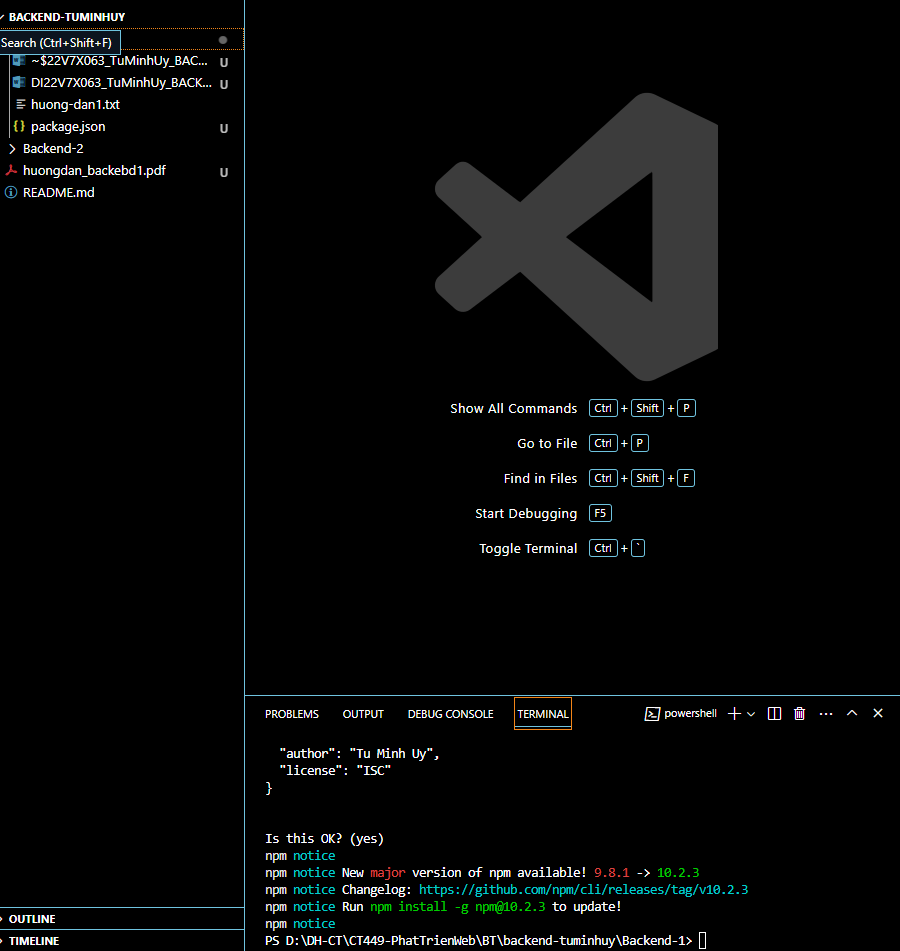 BACKEND-TUMINHUY
Search (Ctrl+Shift+F)
~$22V7X063_TuMinhUy_BAC... U
DI22V7X063_TuMinhUy_BACK... U
huong-dan1.txt
{} package.json U
Backend-2
huongdan_backebd1.pdf U
README.md
Show All Commands Ctrl + Shift + P
Go to File Ctrl + P
Find in Files Ctrl + Shift + F
Start Debugging F5
Toggle Terminal Ctrl + `
PROBLEMS OUTPUT DEBUG CONSOLE TERMINAL powershell
"author": "Tu Minh Uy",
"license": "ISC"
}
Is this OK? (yes)
npm notice
npm notice New major version of npm available! 9.8.1 -> 10.2.3
npm notice Changelog: https://github.com/npm/cli/releases/tag/v10.2.3
npm notice Run npm install -g npm@10.2.3 to update!
npm notice
PS D:\DH-CT\CT449-PhatTrienWeb\BT\backend-tuminhuy\Backend-1>
OUTLINE
TIMELINE